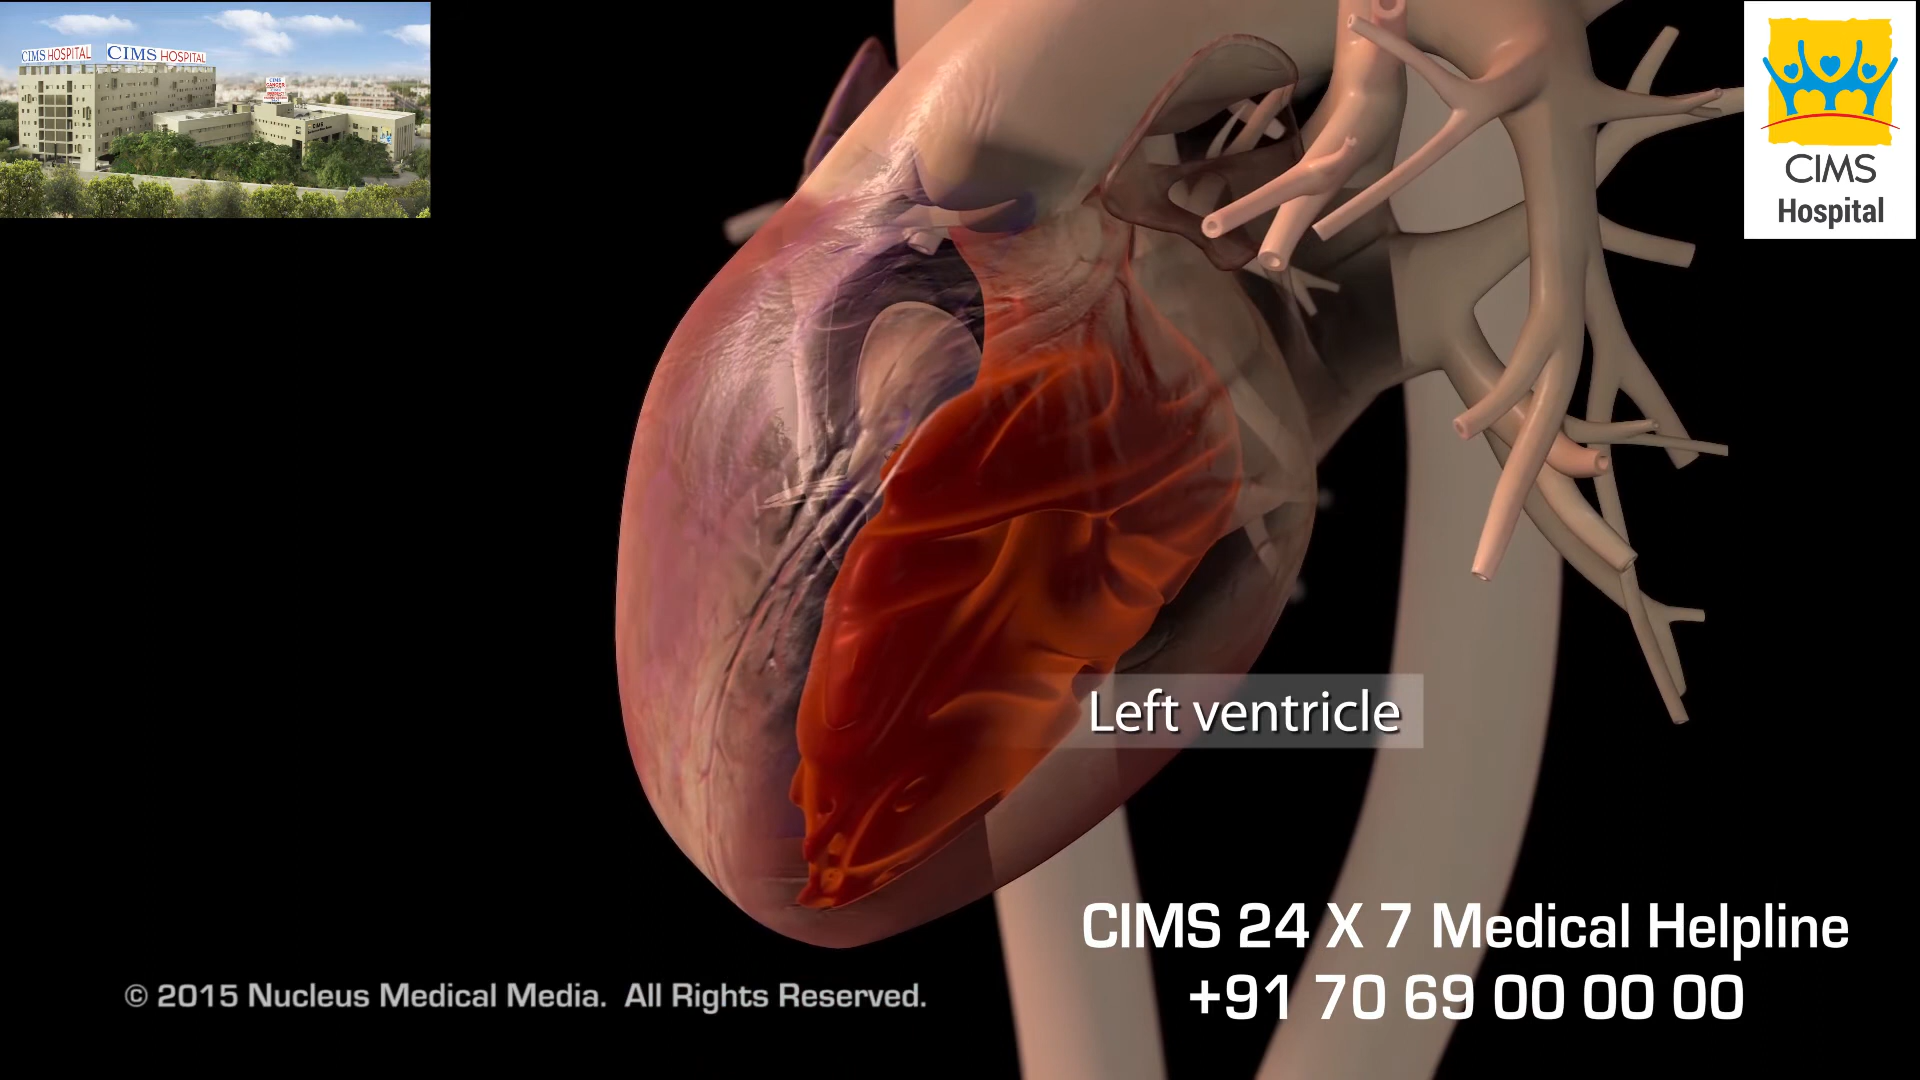 CIMS HOSPITAL CIMS HOSPITAL
CIMS
Hospital
Left ventricle
CIMS 24 X 7 Medical Helpline
+91 70 69 00 00 00
© 2015 Nucleus Medical Media. All Rights Reserved.